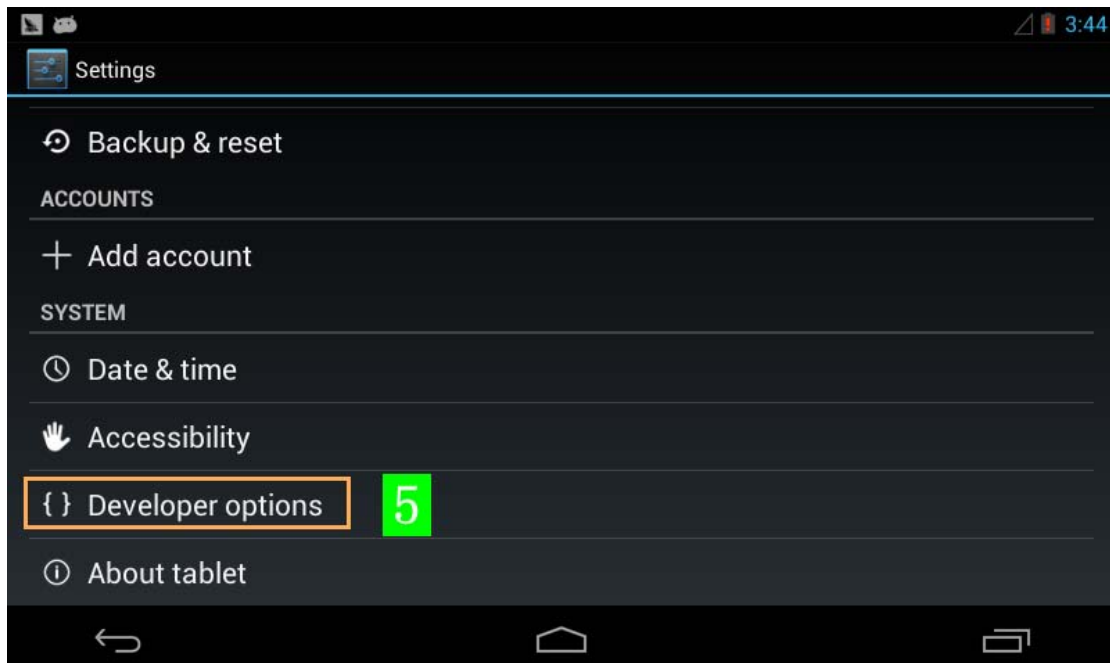 3:44
Settings
Backup & reset
ACCOUNTS
Add account
SYSTEM
Date & time
Accessibility
{ } Developer options 5
About tablet